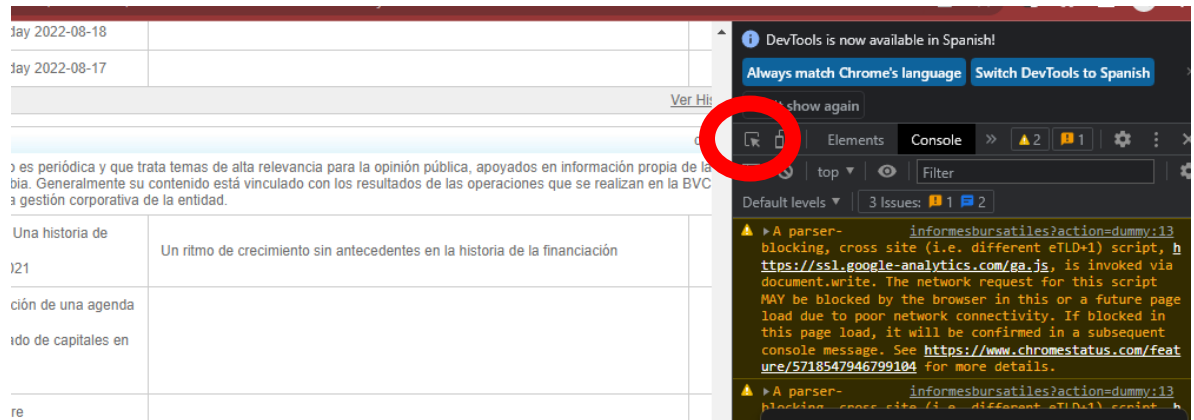 day 2022-08-18
day 2022-08-17
Ver His
o es periódica y que trata temas de alta relevancia para la opinión pública, apoyados en información propia de la
bia. Generalmente su contenido está vinculado con los resultados de las operaciones que se realizan en la BVC
a gestión corporativa de la entidad.
Una historia de
)21
Un ritmo de crecimiento sin antecedentes en la historia de la financiación
ción de una agenda
ado de capitales en
re
DevTools is now available in Spanish!
Always match Chrome's language Switch DevTools to Spanish
show again
Elements Console » 2 1
top ▼ Filter
Default levels ▼ 3 Issues: 1 2
▸A parser- informesbursatiles?action=dummy:13
blocking, cross site (i.e. different eTLD+1) script, h
ttps://ssl.google-analytics.com/ga.js, is invoked via
document.write. The network request for this script
MAY be blocked by the browser in this or a future page
load due to poor network connectivity. If blocked in
this page load, it will be confirmed in a subsequent
console message. See https://www.chromestatus.com/feat
ure/5718547946799104 for more details.
▸A parser- informesbursatiles?action=dummy:13
blocking, cross site (i.e. different eTLD+1) script, h